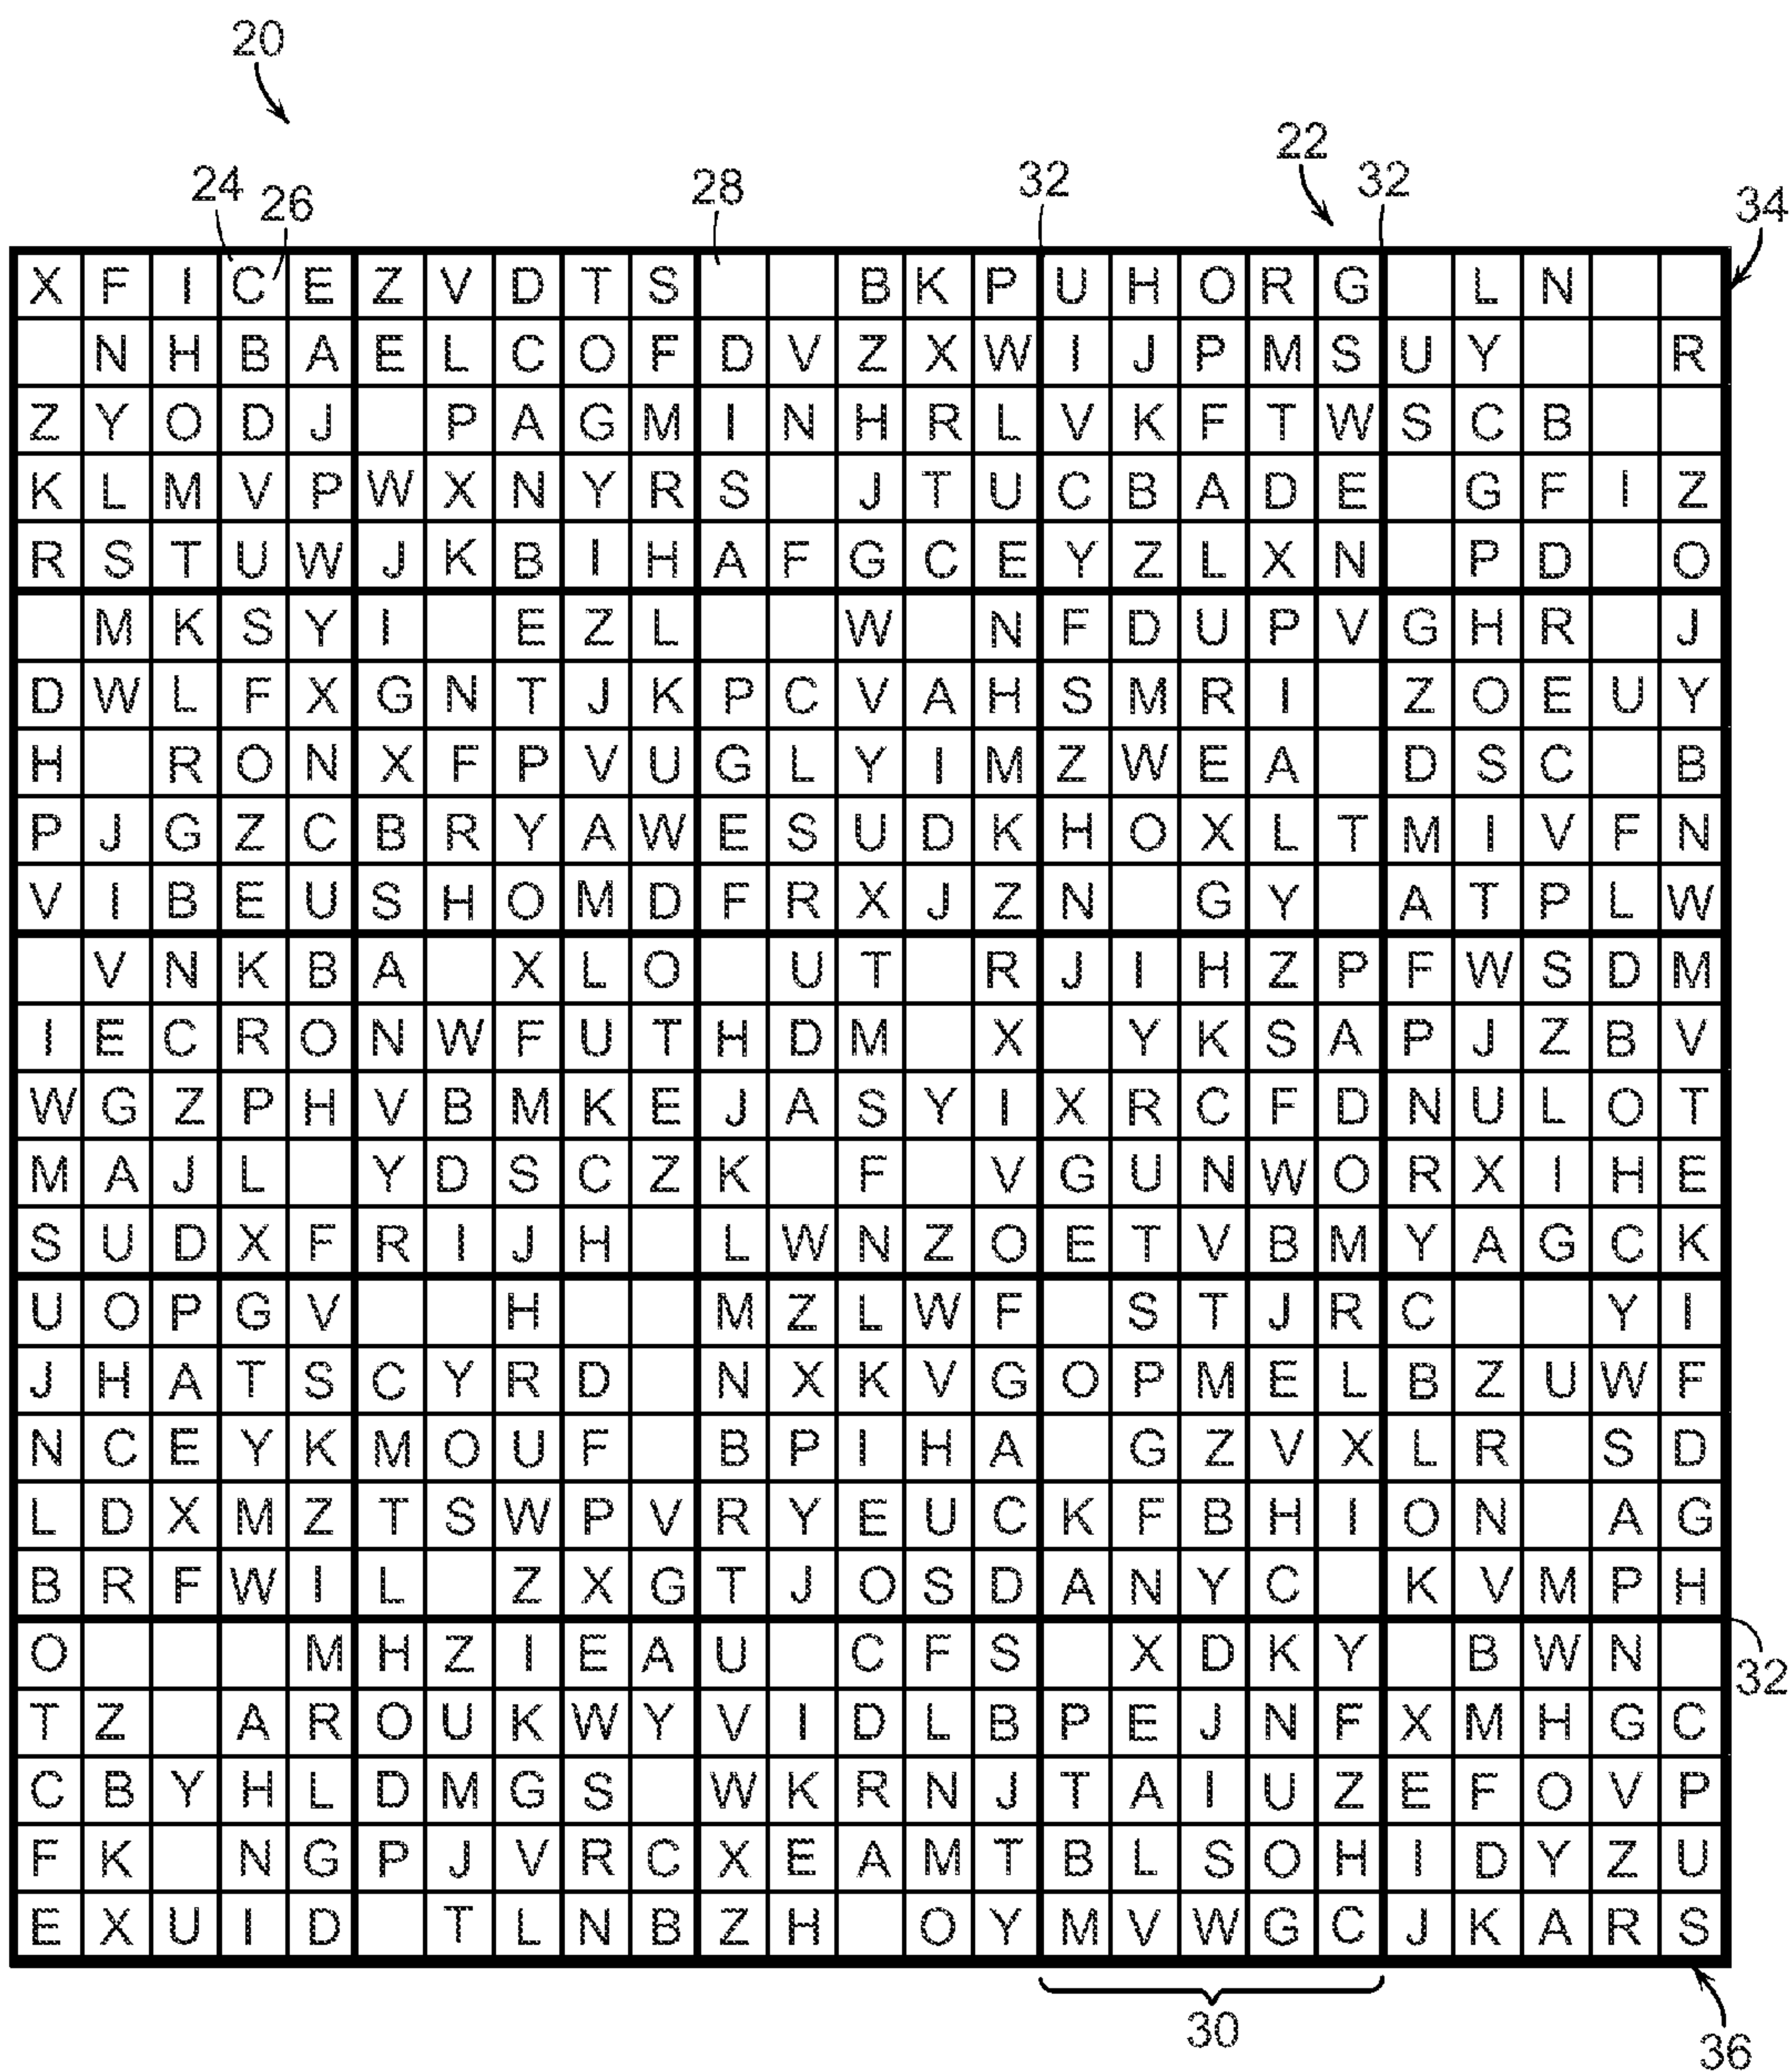 20
22
24 26 28 32 32 34
X F I C E Z V D T S B K P U H O R G L N
N H B A E L C O F D V Z X W I J P M S U Y R
Z Y O D J P A G M I N H R L V K F T W S C B
K L M V P W X N Y R S J T U C B A D E G F I Z
R S T U W J K B I H A F G C E Y Z L X N P D O
M K S Y I E Z L W N F D U P V G H R J
D W L F X G N T J K P C V A H S M R I Z O E U Y
H R O N X F P V U G L Y I M Z W E A D S C B
P J G Z C B R Y A W E S U D K H O X L T M I V F N
V I B E U S H O M D F R X J Z N G Y A T P L W
V N K B A X L O U T R J I H Z P F W S D M
I E C R O N W F U T H D M X Y K S A P J Z B V
W G Z P H V B M K E J A S Y I X R C F D N U L O T
M A J L Y D S C Z K F V G U N W O R X I H E
S U D X F R I J H L W N Z O E T V B M Y A G C K
U O P G V H M Z L W F S T J R C Y I
J H A T S C Y R D N X K V G O P M E L B Z U W F
N C E Y K M O U F B P I H A G Z V X L R S D
L D X M Z T S W P V R Y E U C K F B H I O N A G
B R F W I L Z X G T J O S D A N Y C K V M P H
O M H Z I E A U C F S X D K Y B W N
32
T Z A R O U K W Y V I D L B P E J N F X M H G C
C B Y H L D M G S W K R N J T A I U Z E F O V P
F K N G P J V R C X E A M T B L S O H I D Y Z U
E X U I D T L N B Z H O Y M V W G C J K A R S
30
36